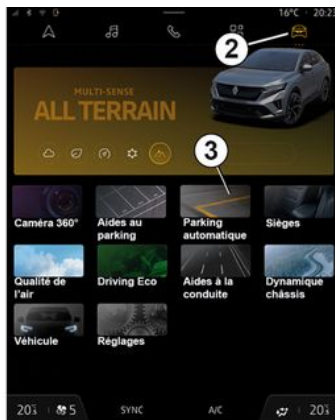 16°C · 20:23
2
MULTI-SENSE
ALL TERRAIN
3
Caméra 360°
Aides au
parking
Parking
automatique
Sièges
Qualité de
l'air
Driving Eco
Aides à la
conduite
Dynamique
châssis
Véhicule
Réglages
5
SYNC
A/C